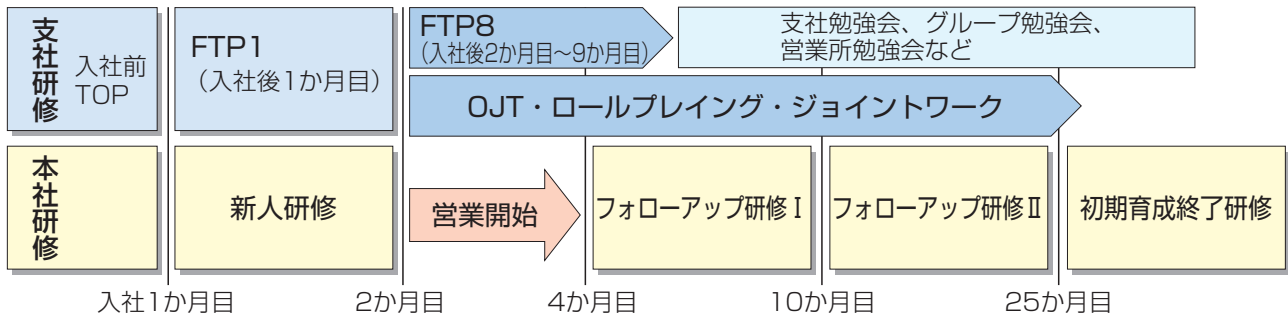 支社研修
入社前
TOP
FTP1
（入社後1か月目）
FTP8
（入社後2か月目～9か月目）
支社勉強会、グループ勉強会、
営業所勉強会など
OJT・ロールプレイング・ジョイントワーク
本社研修
新人研修
営業開始
フォローアップ研修Ⅰ
フォローアップ研修Ⅱ
初期育成終了研修
入社1か月目
2か月目
4か月目
10か月目
25か月目